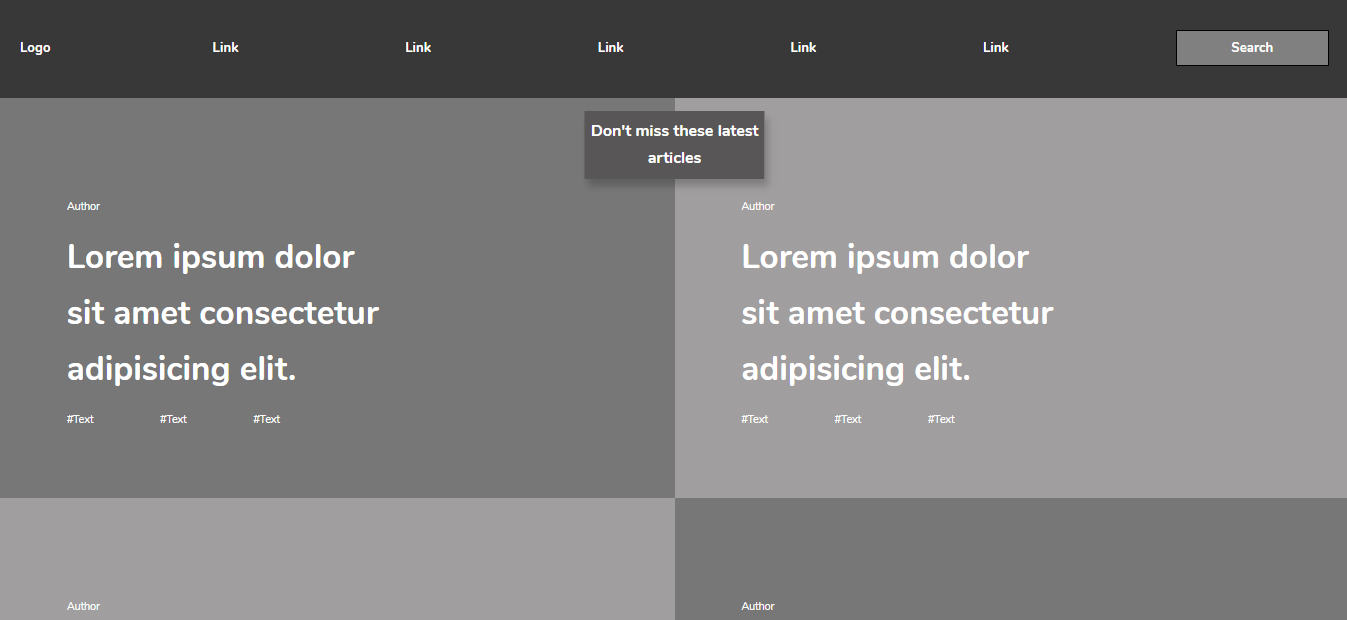 Logo
Link
Link
Link
Link
Link
Search
Don't miss these latest
articles
Author
Lorem ipsum dolor
sit amet consectetur
adipisicing elit.
#Text
#Text
#Text
Author
Lorem ipsum dolor
sit amet consectetur
adipisicing elit.
#Text
#Text
#Text
Author
Author